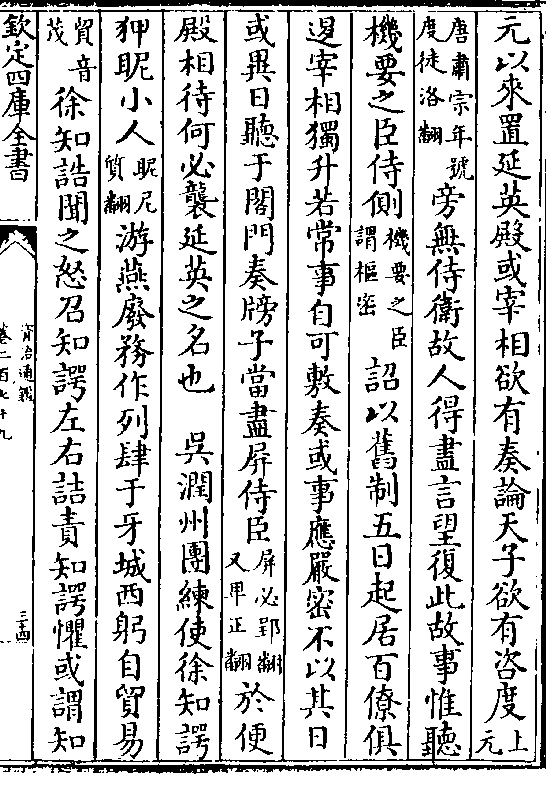 元以來置延英殿或宰相欲有奏論天子欲有咨度上元
唐肅宗年號度徒洛翻旁無侍衛故人得盡言望復此故事惟聽
機要之臣侍側機要之臣謂樞密詔以舊制五日起居百僚俱
退宰相獨升若常事自可敷奏或事應嚴密不以其日
或異日聽于閤門奏牓子當盡屏侍臣屏必郢翻又卑正翻於便
殿相待何必襲延英之名也 吳潤州團練使徐知諤
狎昵小人昵尼質翻游燕廢務作列肆于牙城西躬自貿易
貿音茂徐知誥聞之怒召知諤左右詰責知諤懼或謂知
欽定四庫全書
資治通鑑
卷二百七十九
三十四